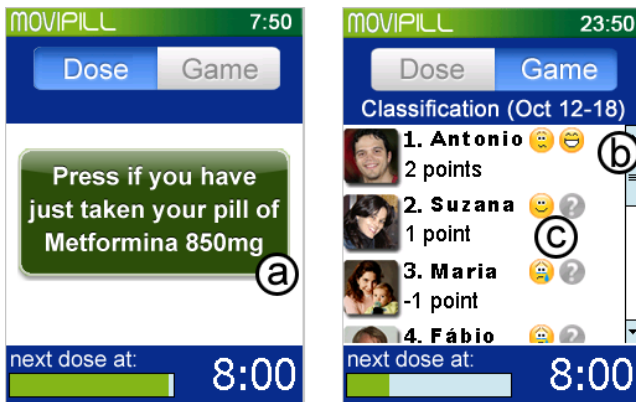 MOVIPILL 7:50
Dose Game
Press if you have
just taken your pill of
Metformina 850mg
a
next dose at:
8:00
MOVIPILL 23:50
Dose Game
Classification (Oct 12-18)
1. Antonio
2 points
b
2. Suzana
1 point
c
3. Maria
-1 point
4. Fábio
next dose at:
8:00